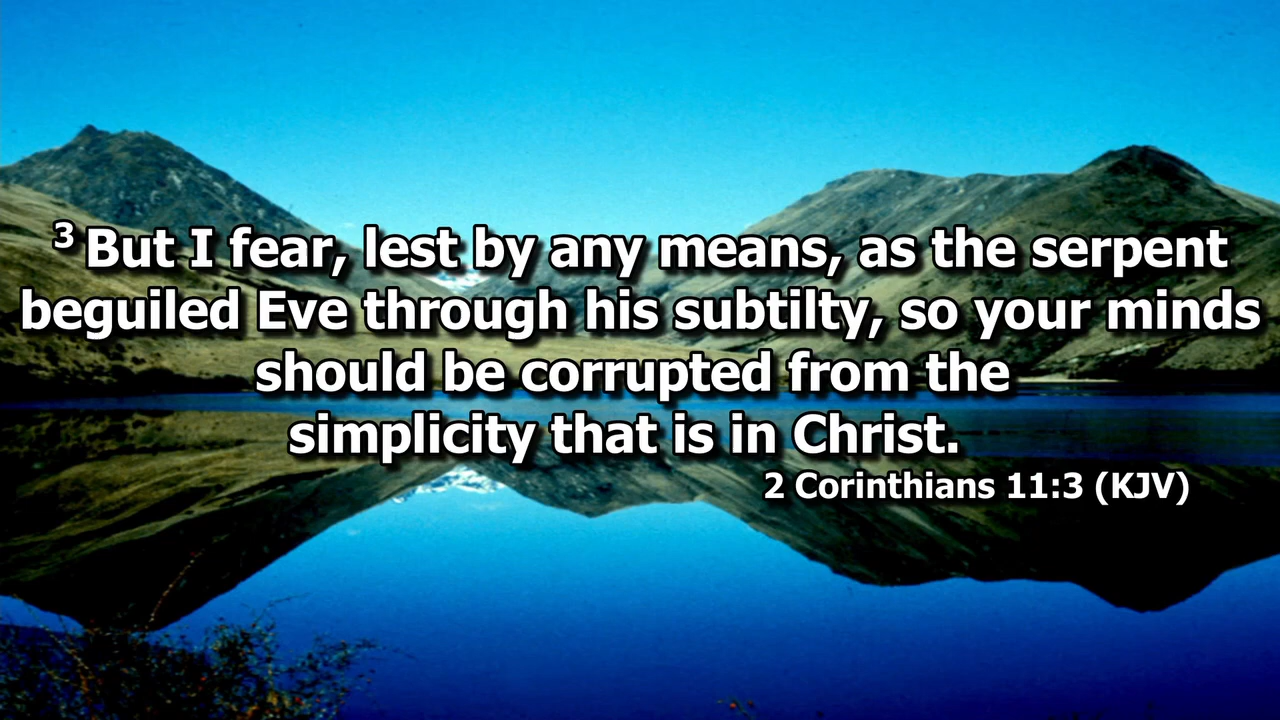 ³ But I fear, lest by any means, as the serpent
beguiled Eve through his subtilty, so your minds
should be corrupted from the
simplicity that is in Christ.
2 Corinthians 11:3 (KJV)